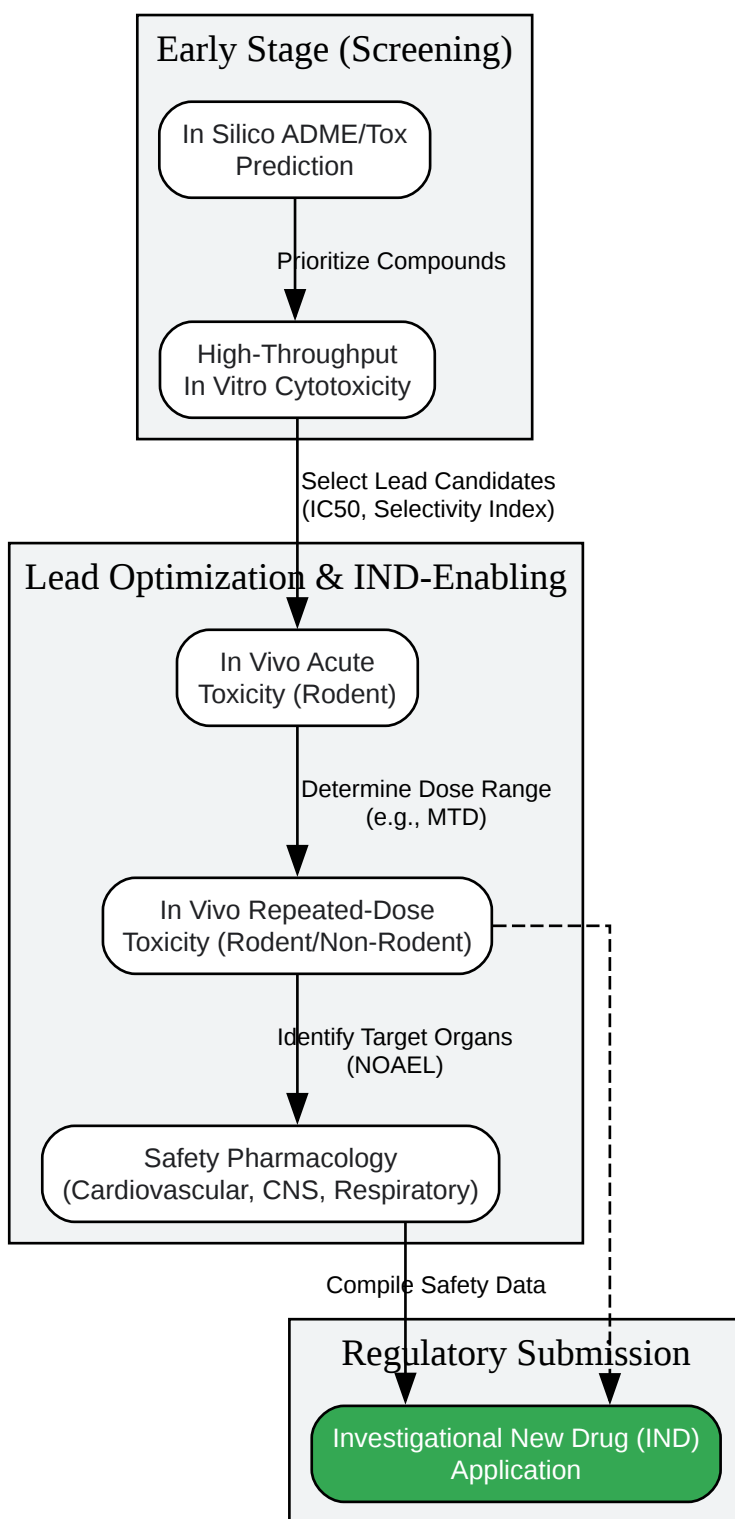 Early Stage (Screening)
In Silico ADME/Tox
Prediction
Prioritize Compounds
High-Throughput
In Vitro Cytotoxicity
Select Lead Candidates
(IC50, Selectivity Index)
Lead Optimization & IND-Enabling
In Vivo Acute
Toxicity (Rodent)
Determine Dose Range
(e.g., MTD)
In Vivo Repeated-Dose
Toxicity (Rodent/Non-Rodent)
Identify Target Organs
(NOAEL)
Safety Pharmacology
(Cardiovascular, CNS, Respiratory)
Compile Safety Data
Regulatory Submission
Investigational New Drug (IND)
Application